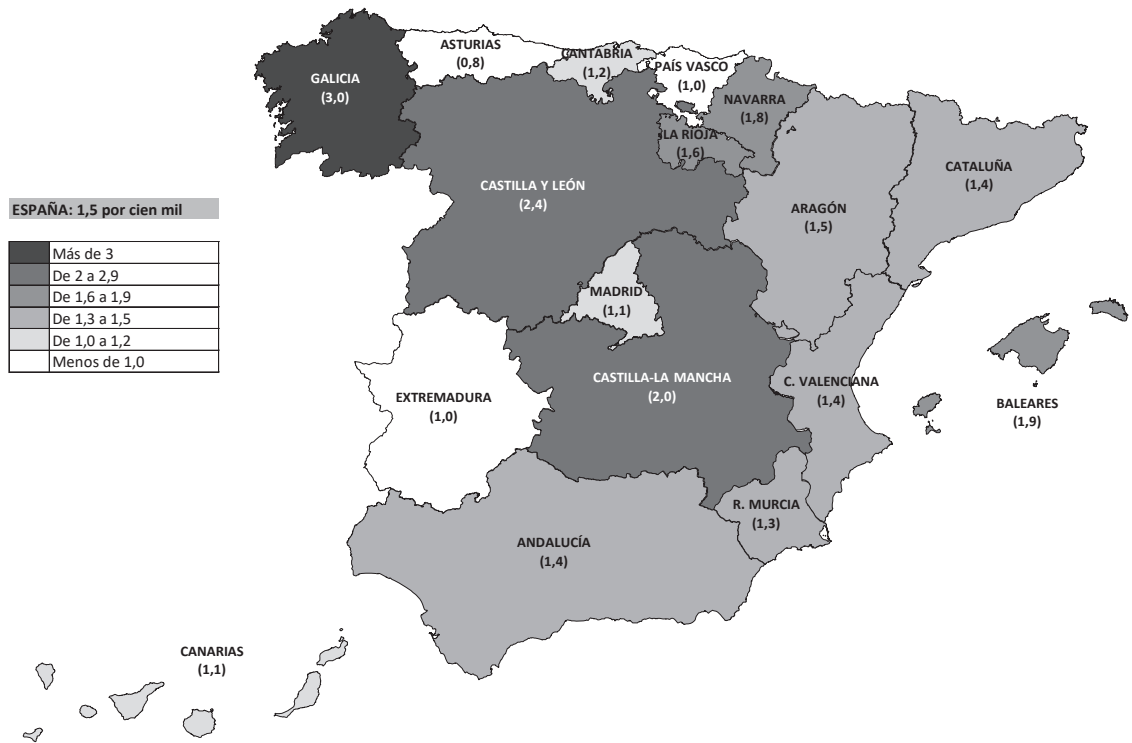 ASTURIAS
(0,8)
CANTABRIA
(1,2)
PAÍS VASCO
(1,0)
GALICIA
(3,0)
NAVARRA
(1,8)
LA RIOJA
(1,6)
CATALUÑA
(1,4)
CASTILLA Y LEÓN
(2,4)
ARAGÓN
(1,5)
ESPAÑA: 1,5 por cien mil
Más de 3
De 2 a 2,9
De 1,6 a 1,9
De 1,3 a 1,5
De 1,0 a 1,2
Menos de 1,0
MADRID
(1,1)
CASTILLA-LA MANCHA
(2,0)
C. VALENCIANA
(1,4)
EXTREMADURA
(1,0)
BALEARES
(1,9)
R. MURCIA
(1,3)
ANDALUCÍA
(1,4)
CANARIAS
(1,1)